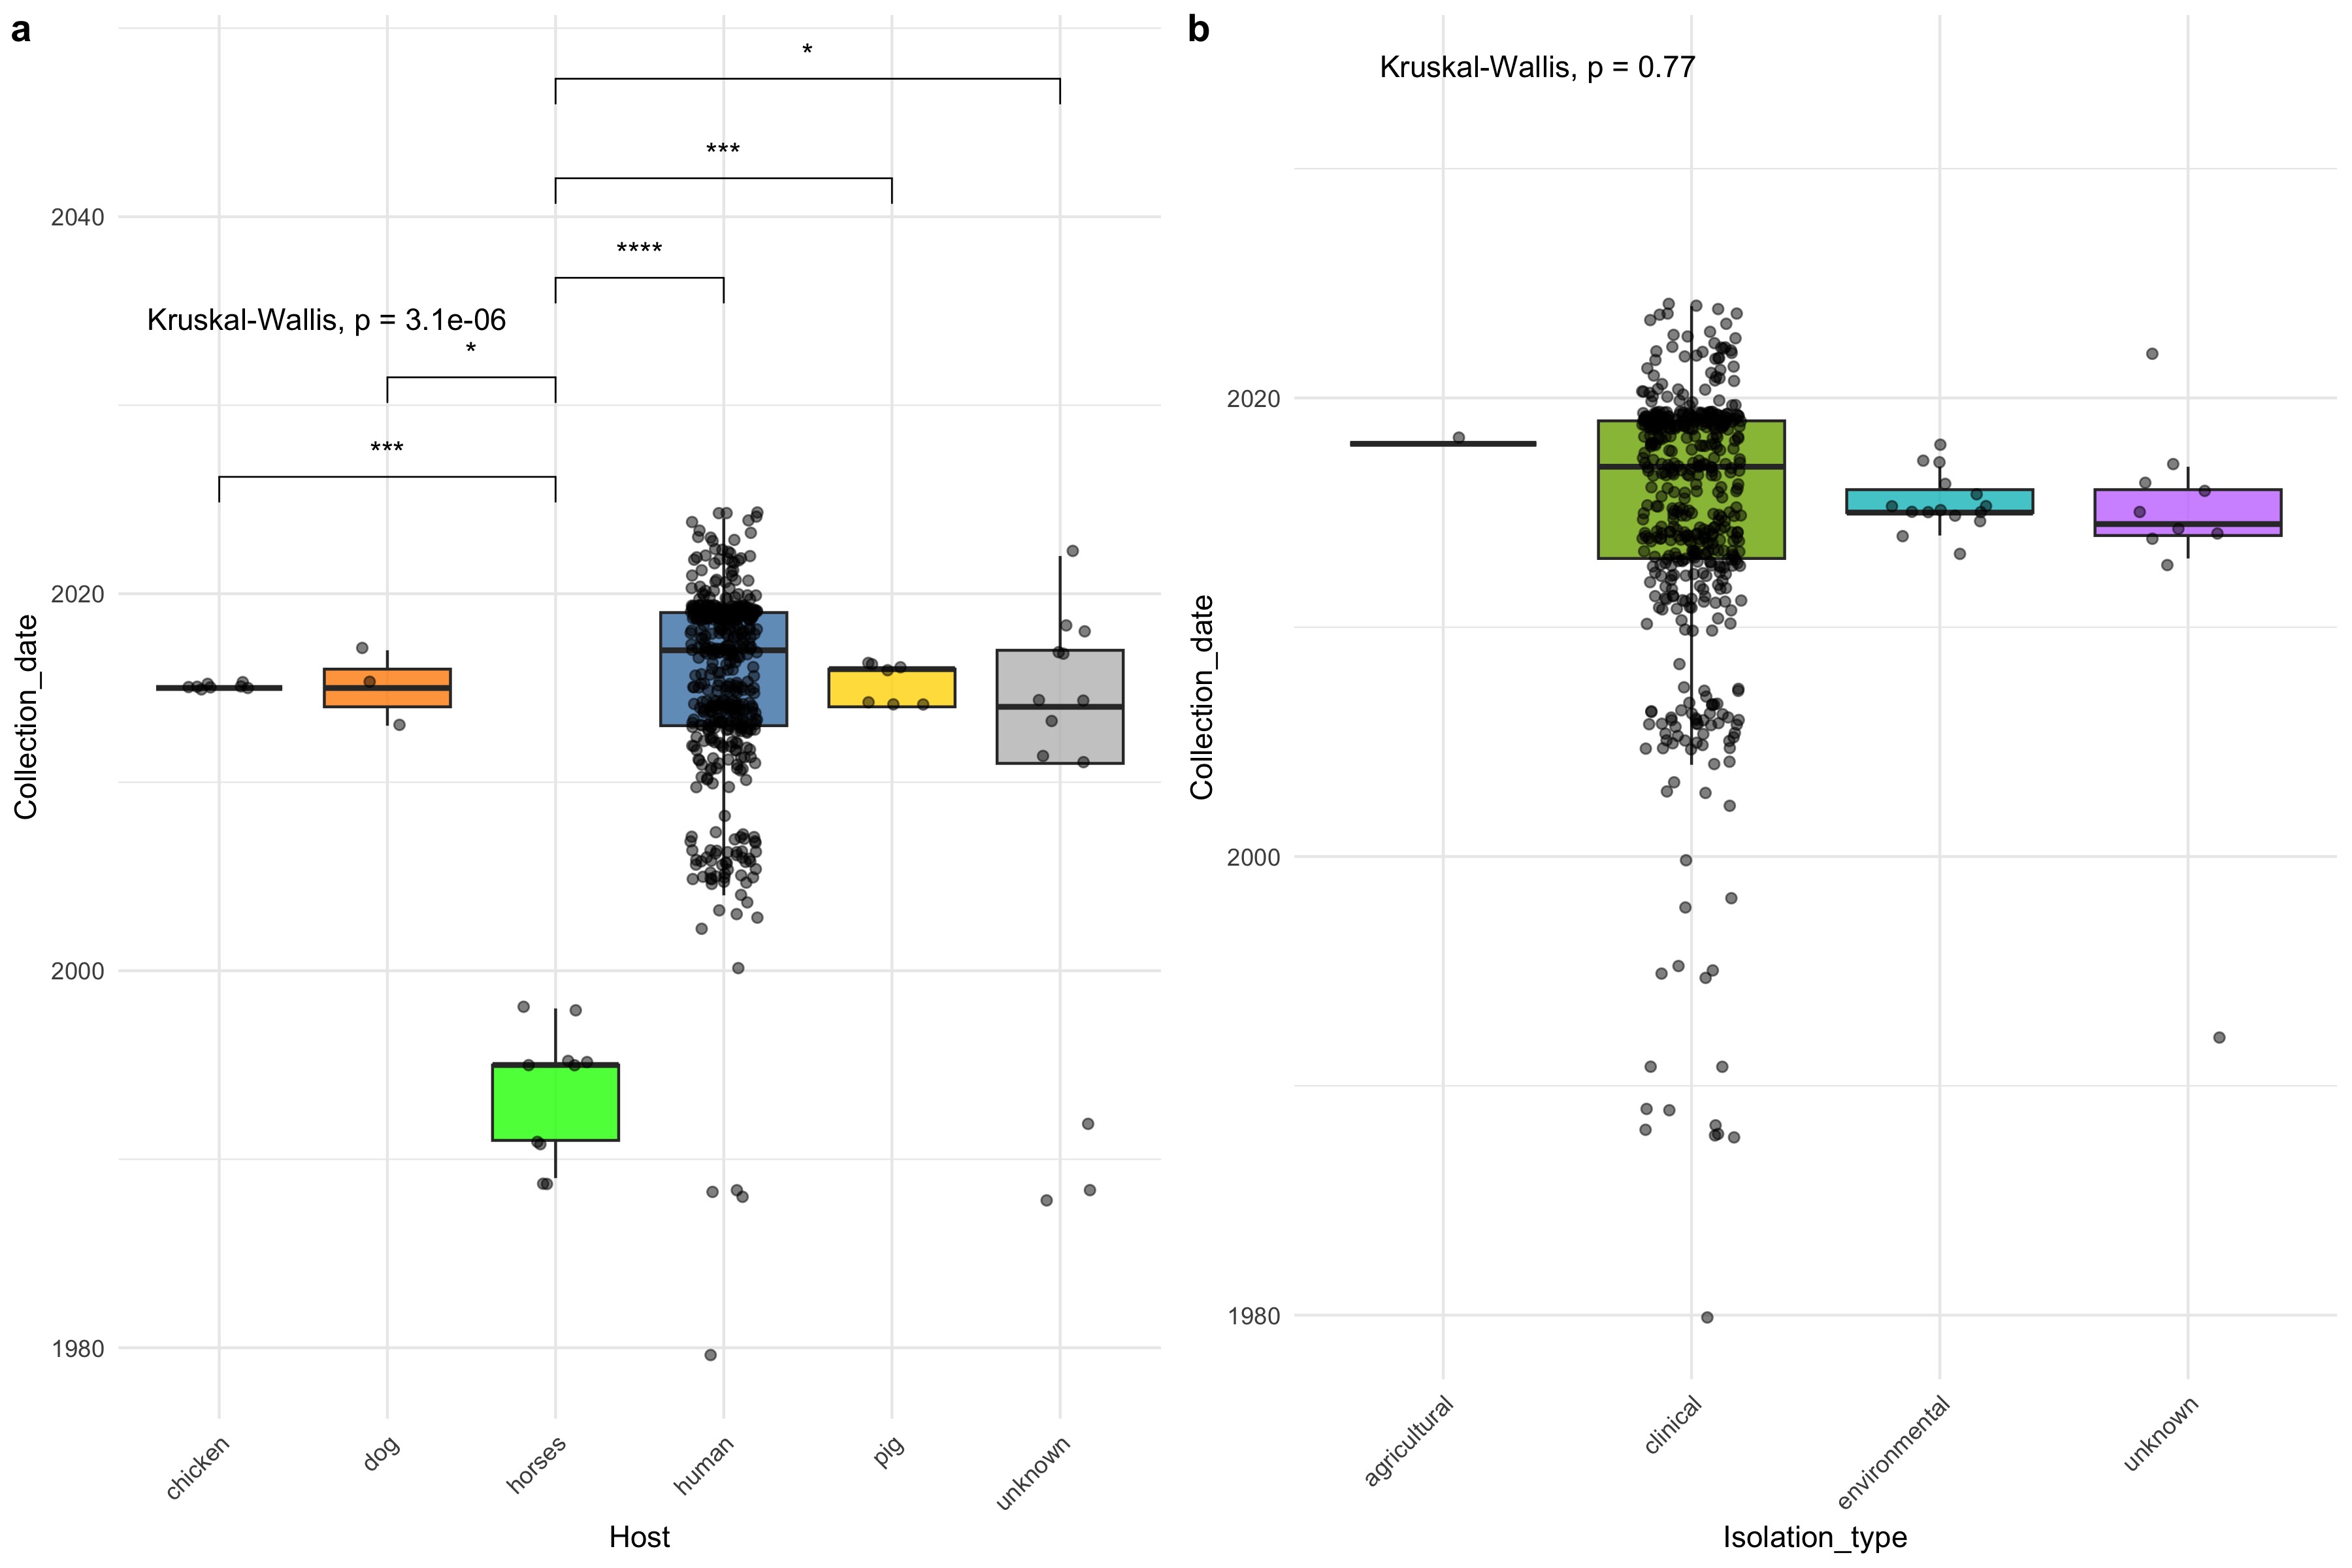 a
*
***
2040
****
Kruskal-Wallis, p = 3.1e-06
*
***
2020
2000
1980
Collection_date
chicken
dog
horses
human
pig
unknown
Host
b
Kruskal-Wallis, p = 0.77
2020
2000
1980
Collection_date
agricultural
clinical
environmental
unknown
Isolation_type